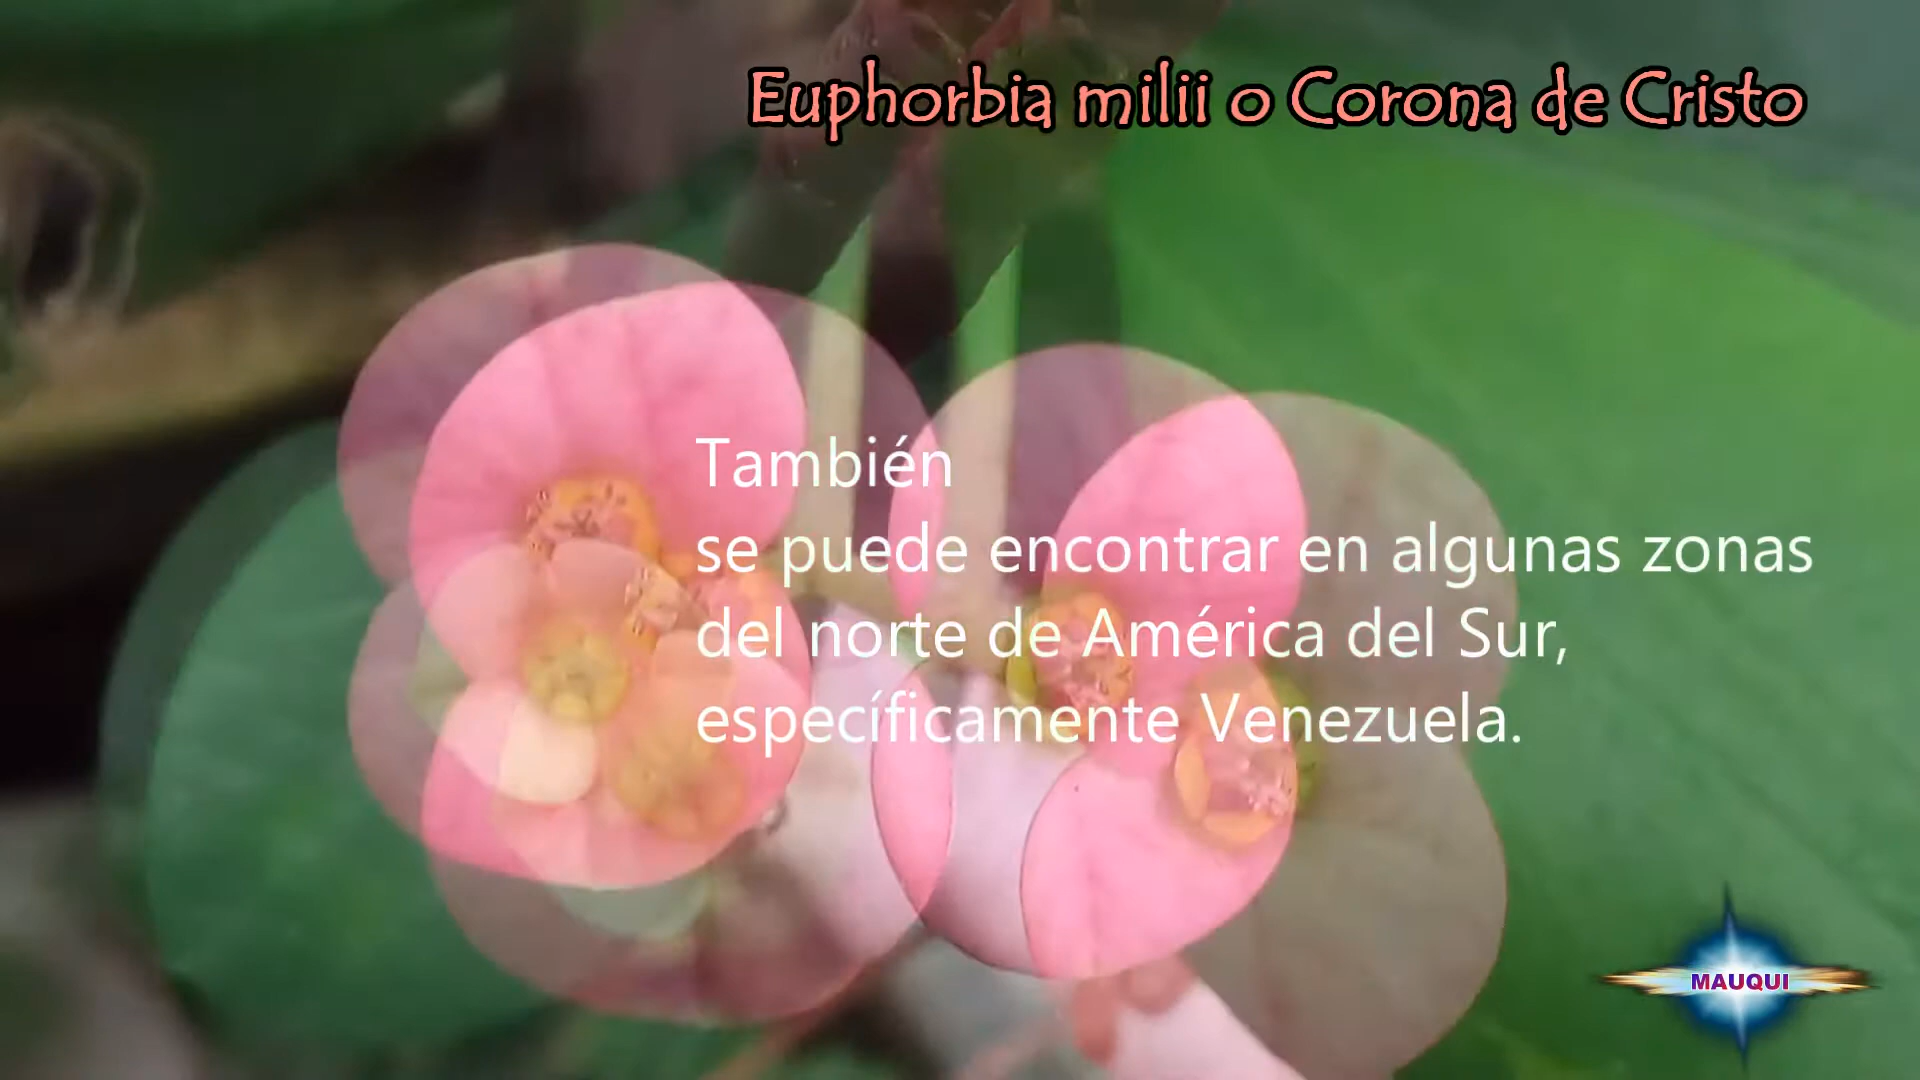 Euphorbia milii o Corona de Cristo
También
se puede encontrar en algunas zonas
del norte de América del Sur,
específicamente Venezuela.
MAUQUI